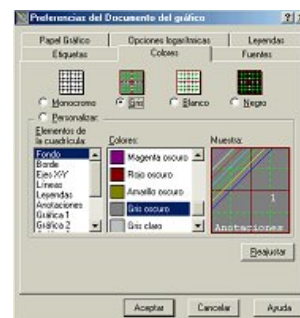 Preferencias del Documento del gráfico
Papel Gráfico
Opciones logarítmicas
Leyendas
Etiquetas
Colores
Fuentes
Monocromo
Gris
Blanco
Negro
Personalizar:
Elementos de
la cuadrícula:
Colores:
Muestra:
Fondo
Borde
Ejes X-Y
Líneas
Leyendas
Anotaciones
Gráfica 1
Gráfica 2
Magenta oscuro
Rojo oscuro
Amarillo oscuro
Gris oscuro
Gris claro
1
Anotaciones
Reajustar
Aceptar
Cancelar
Ayuda